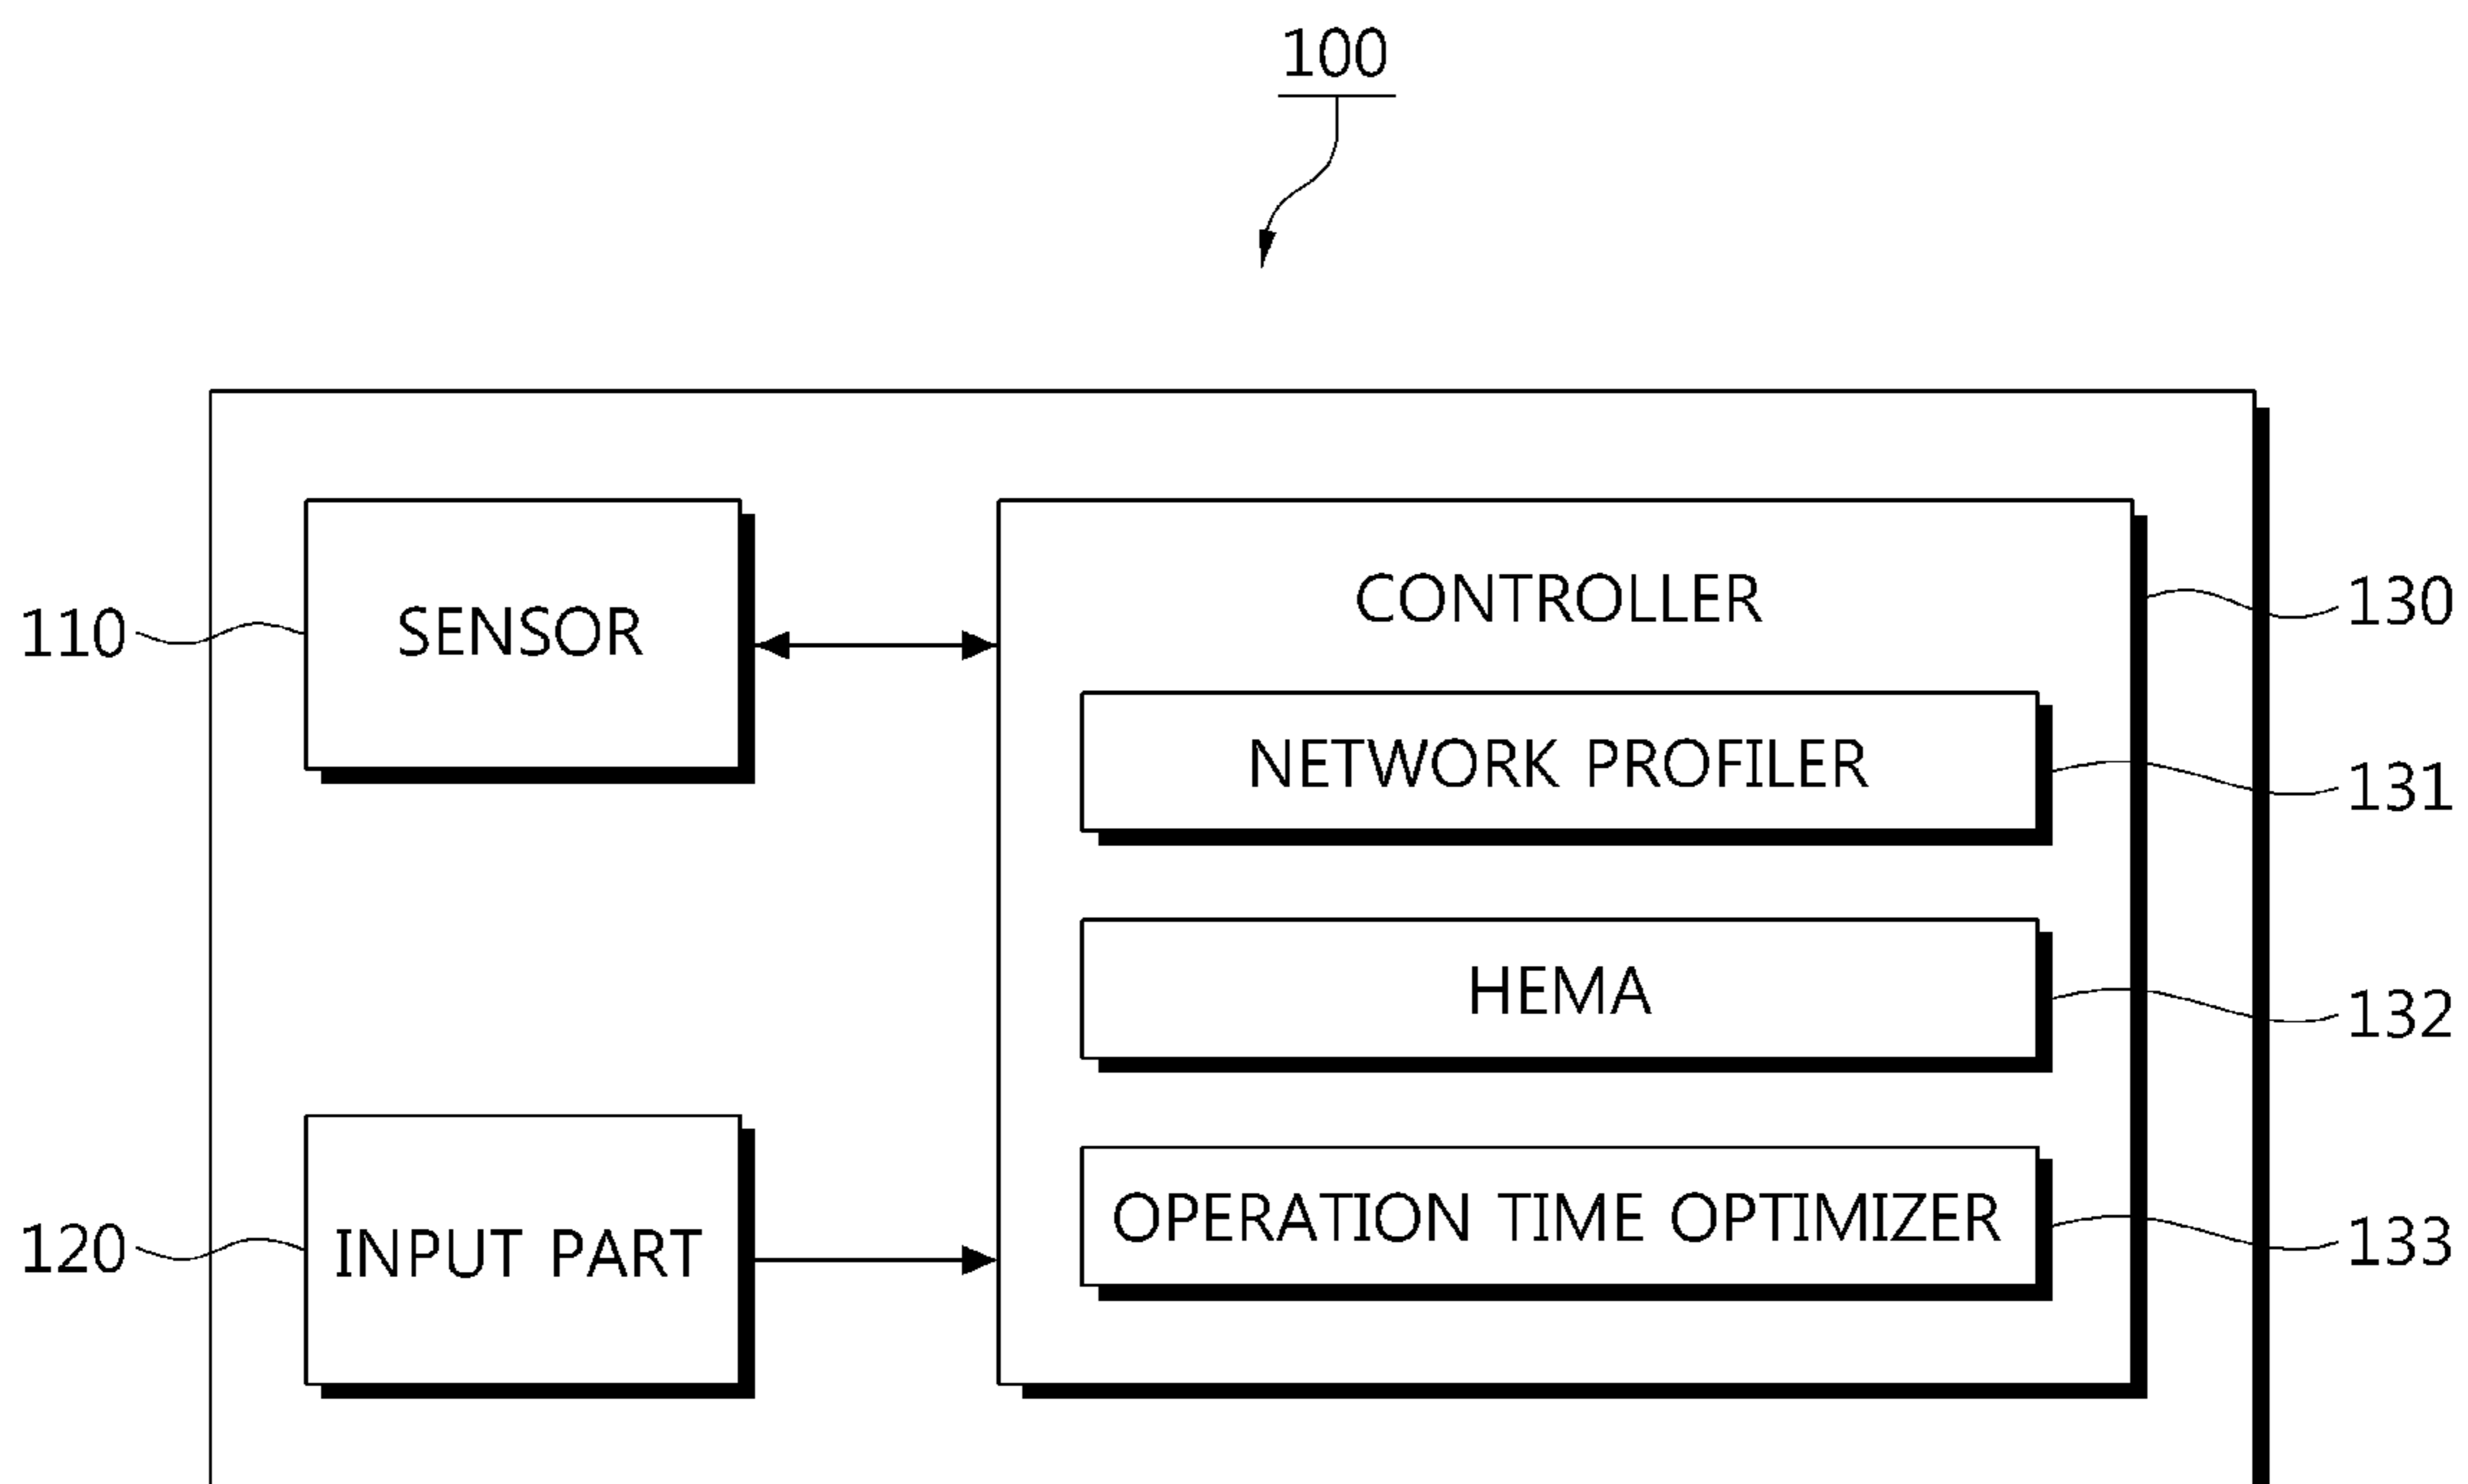 100
CONTROLLER
130
110
SENSOR
NETWORK PROFILER
131
HEMA
132
OPERATION TIME OPTIMIZER
133
120
INPUT PART